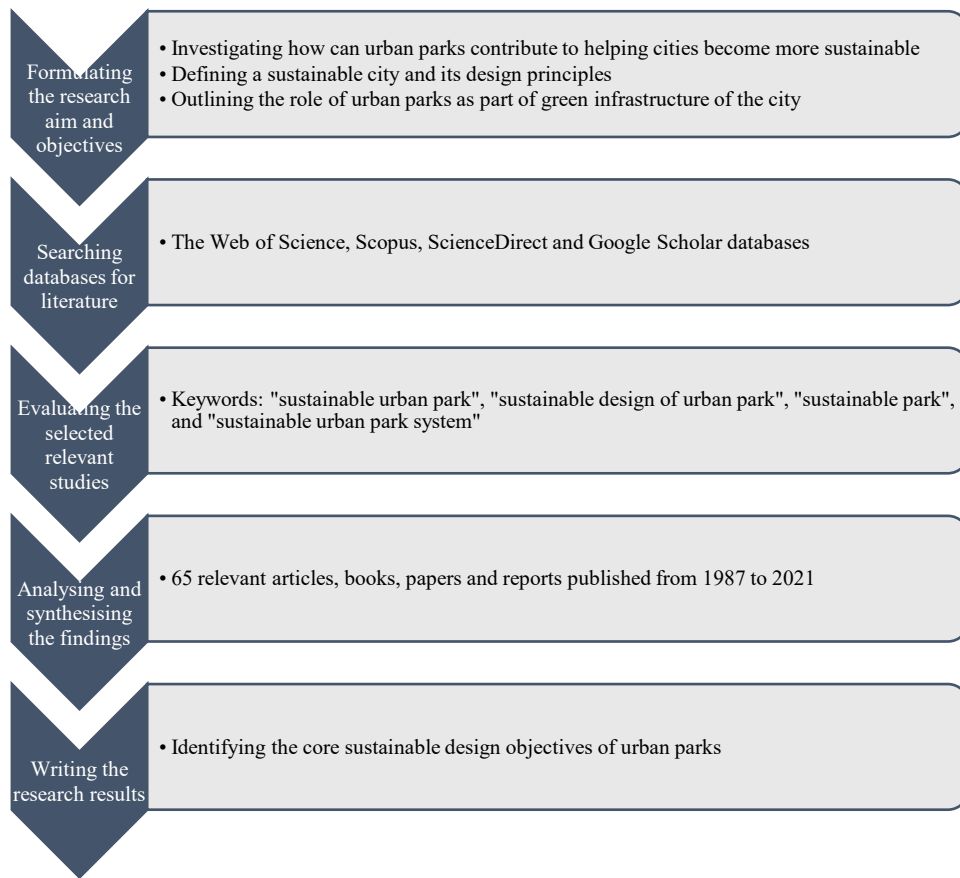 Formulating
the research
aim and
objectives
• Investigating how can urban parks contribute to helping cities become more sustainable
• Defining a sustainable city and its design principles
• Outlining the role of urban parks as part of green infrastructure of the city
Searching
databases for
literature
• The Web of Science, Scopus, ScienceDirect and Google Scholar databases
Evaluating the
selected
relevant
studies
• Keywords: "sustainable urban park", "sustainable design of urban park", "sustainable park",
and "sustainable urban park system"
Analysing and
synthesising
the findings
• 65 relevant articles, books, papers and reports published from 1987 to 2021
Writing the
research results
• Identifying the core sustainable design objectives of urban parks